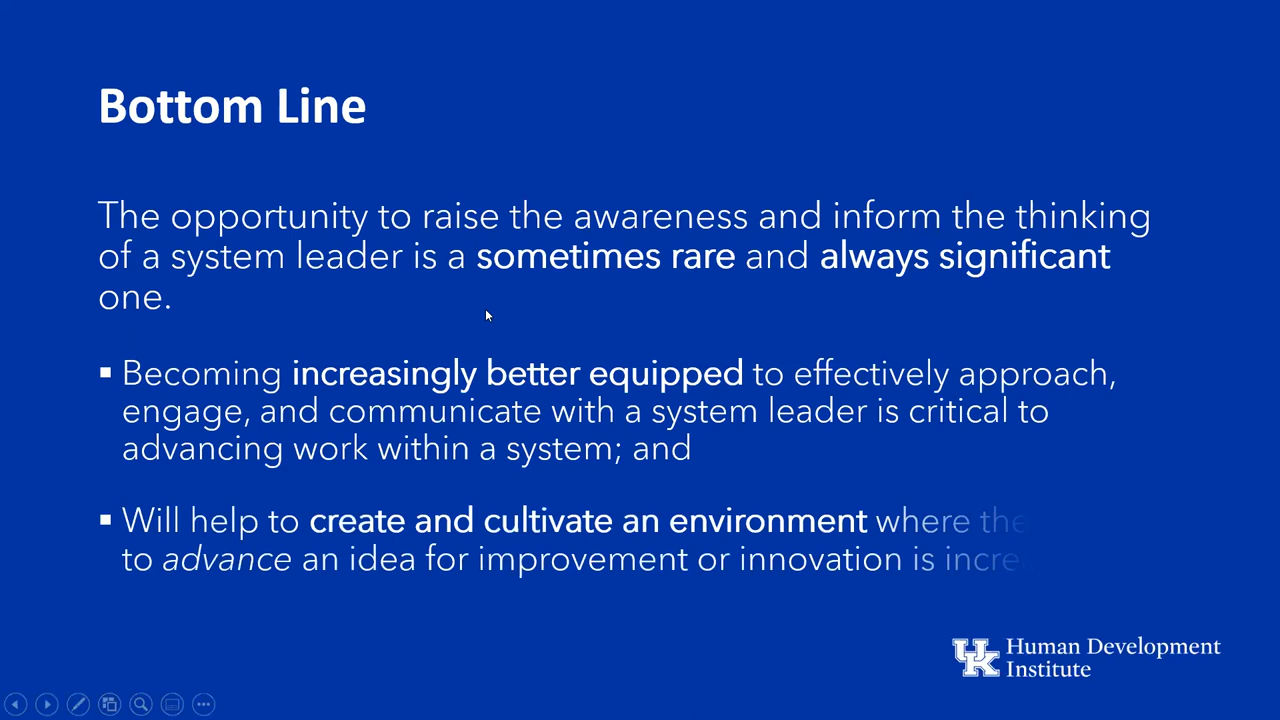 Bottom Line
The opportunity to raise the awareness and inform the thinking
of a system leader is a sometimes rare and always significant
one.
▪ Becoming increasingly better equipped to effectively approach,
engage, and communicate with a system leader is critical to
advancing work within a system; and
▪ Will help to create and cultivate an environment where the
to advance an idea for improvement or innovation is
UK Human Development
Institute